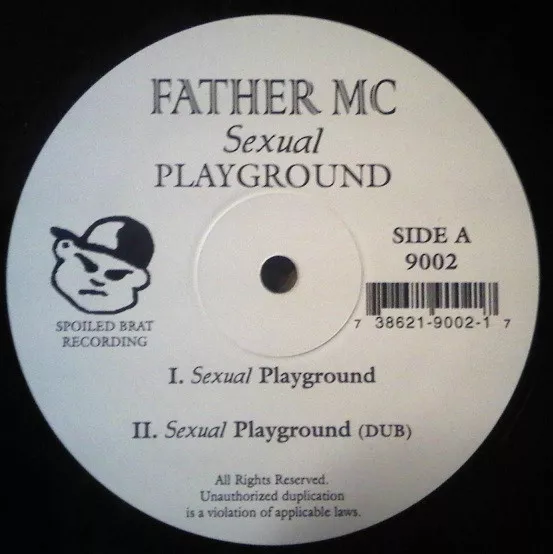 FATHER MC
Sexual
PLAYGROUND
SIDE A
9002
7 38621-9002-1 7
SPOILED BRAT
RECORDING
I. Sexual Playground
II. Sexual Playground (DUB)
All Rights Reserved.
Unauthorized duplication
is a violation of applicable laws.